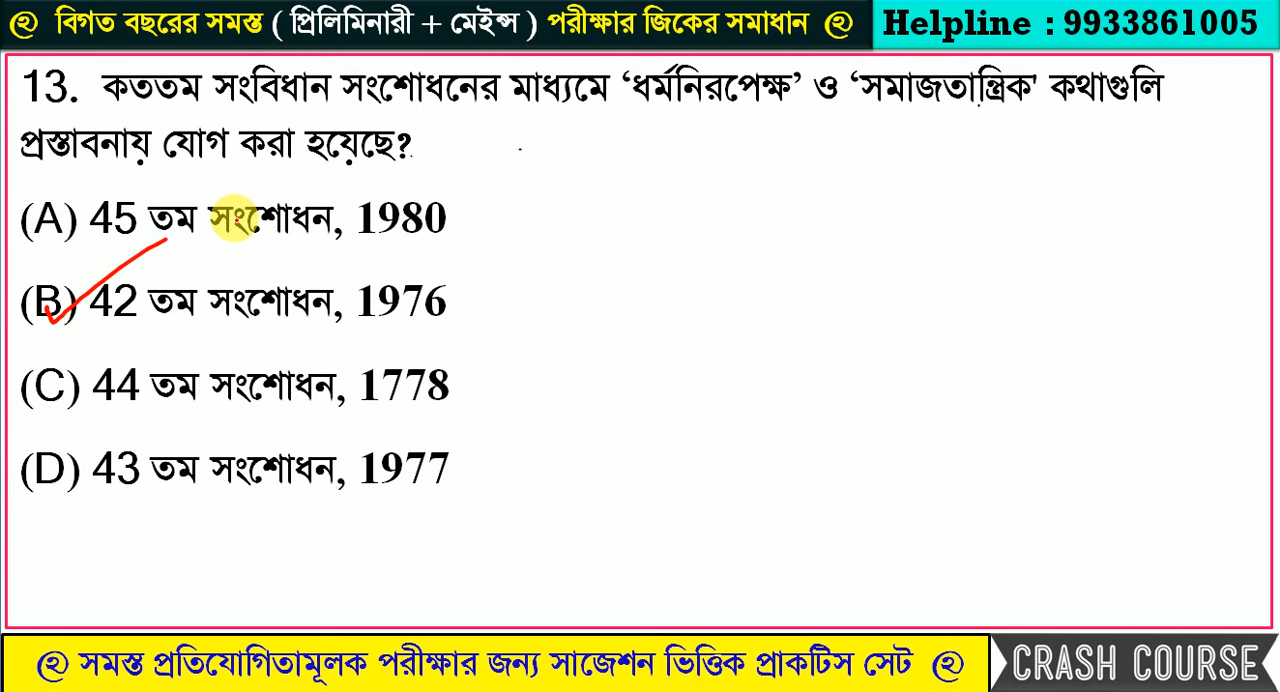 বিগত বছরের সমস্ত ( প্রিলিমিনারী + মেইন্স ) পরীক্ষার জিকের সমাধান
Helpline : 9933861005
13. কততম সংবিধান সংশোধনের মাধ্যমে ‘ধর্মনিরপেক্ষ’ ও ‘সমাজতান্ত্রিক' কথাগুলি
প্রস্তাবনায় যোগ করা হয়েছে?
(A) 45 তম সংশোধন, 1980
(B) 42 তম সংশোধন, 1976
(C) 44 তম সংশোধন, 1778
(D) 43 তম সংশোধন, 1977
সমস্ত প্রতিযোগিতামূলক পরীক্ষার জন্য সাজেশন ভিত্তিক প্রাকটিস সেট
CRASH COURSE